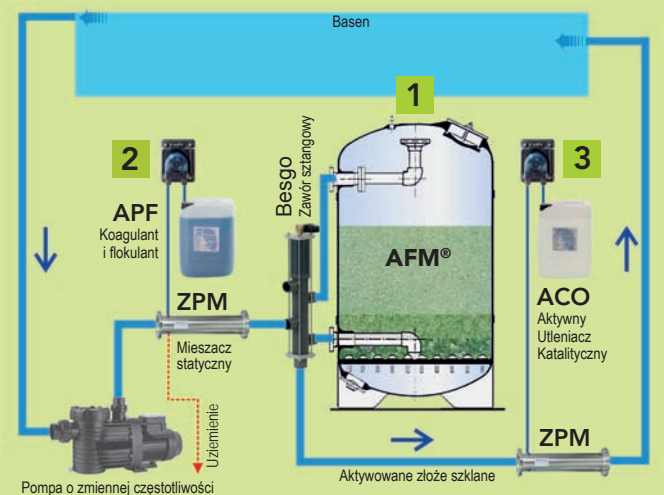 Basen
1
2
3
APF
Koagulant
i flokulant
Besgo
Zawór sztangowy
AFM®
ACO
Aktywny
Utleniacz
Katalityczny
ZPM
Mieszacz
statyczny
Uziemienie
ZPM
Aktywowane złoże szklane
Pompa o zmiennej częstotliwości